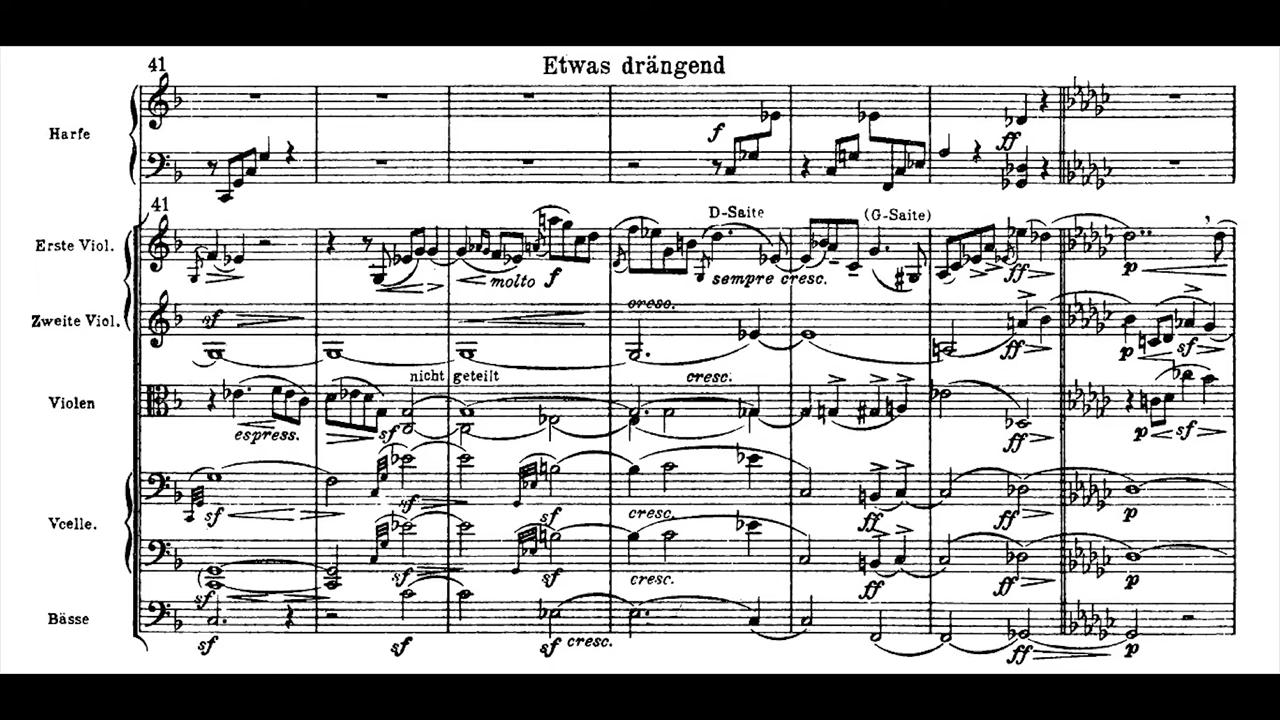 41
Etwas drängend
Harfe
f
ff
41
D-Saite
(G-Saite)
Erste Viol.
molto f
sempre cresc.
ff
p
cresc.
Zweite Viol.
sf
ff
p
sf
nicht geteilt
cresc.
Violen
espress.
sf
ff
p
sf
Vcelle.
sf
sf
sf
cresc.
ff
ff
p
sf
sf
sf
cresc.
ff
ff
p
Bässe
sf
sf
sf cresc.
ff
p